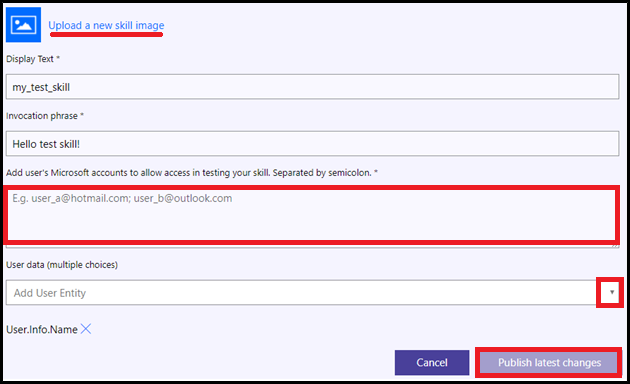 Upload a new skill image
Display Text *
my_test_skill
Invocation phrase *
Hello test skill!
Add user's Microsoft accounts to allow access in testing your skill. Separated by semicolon. *
E.g. user_a@hotmail.com; user_b@outlook.com
User data (multiple choices)
Add User Entity
User.Info.Name
Cancel Publish latest changes